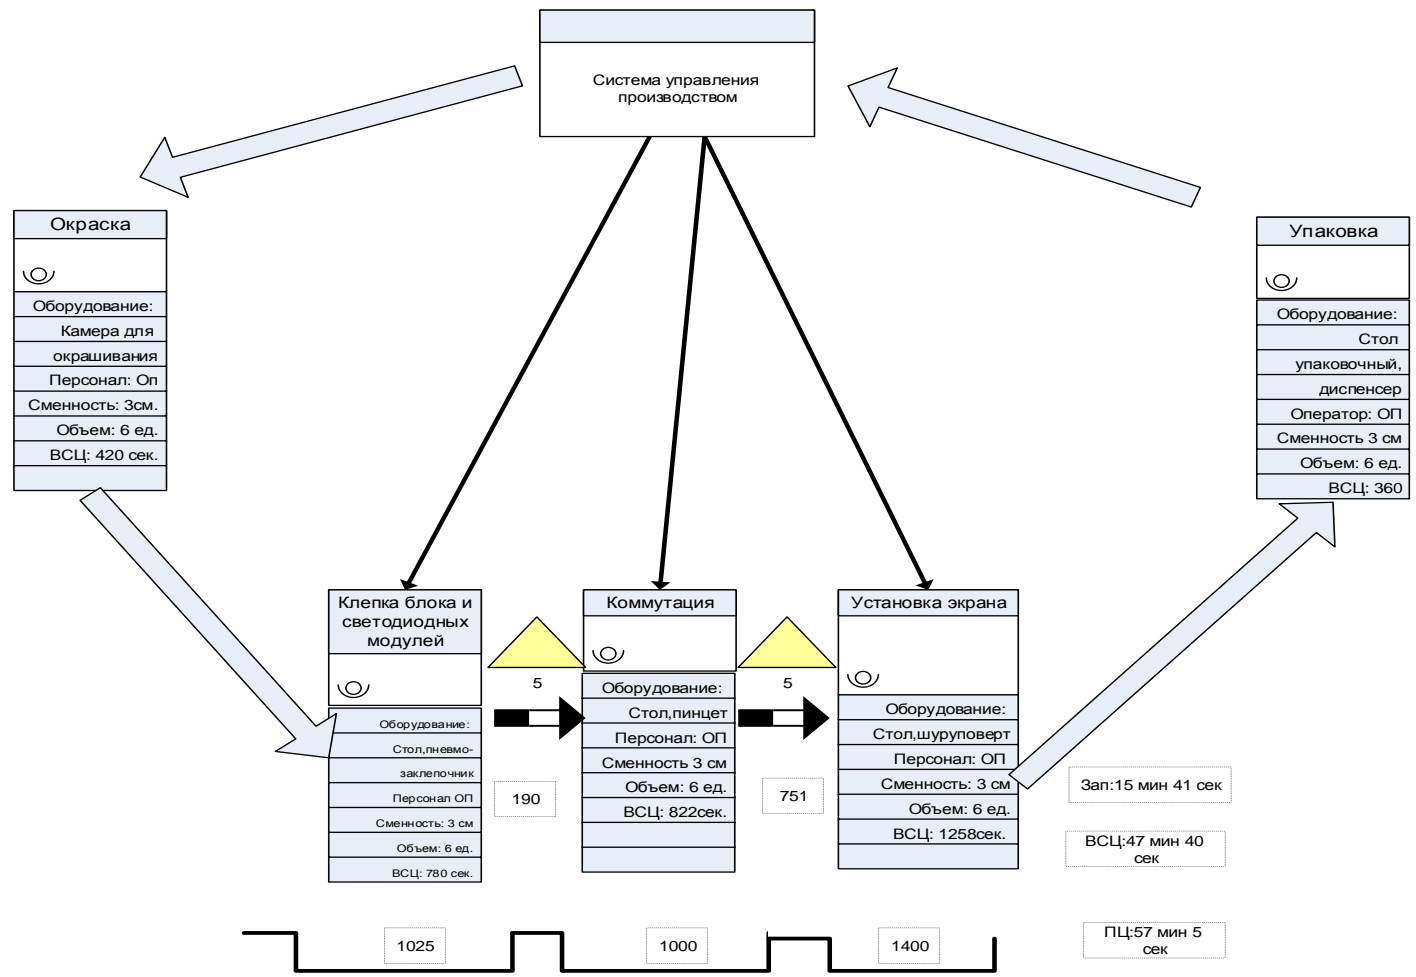 Система управления
производством
Окраска
Оборудование:
Камера для
окрашивания
Персонал: Оп
Сменность: 3см.
Объем: 6 ед.
ВСЦ: 420 сек.
Упаковка
Оборудование:
Стол
упаковочный,
диспенсер
Оператор: ОП
Сменность 3 см
Объем: 6 ед.
ВСЦ: 360
Клепка блока и
светодиодных
модулей
Оборудование:
Стол,пневмо-
заклепочник
Персонал ОП
Сменность: 3 см
Объем: 6 ед.
ВСЦ: 780 сек.
5
190
Коммутация
Оборудование:
Стол,пинцет
Персонал: ОП
Сменность 3 см
Объем: 6 ед.
ВСЦ: 822сек.
5
751
Установка экрана
Оборудование:
Стол,шуруповерт
Персонал: ОП
Сменность: 3 см
Объем: 6 ед.
ВСЦ: 1258сек.
Зап:15 мин 41 сек
ВСЦ:47 мин 40
сек
ПЦ:57 мин 5
сек
1025
1000
1400